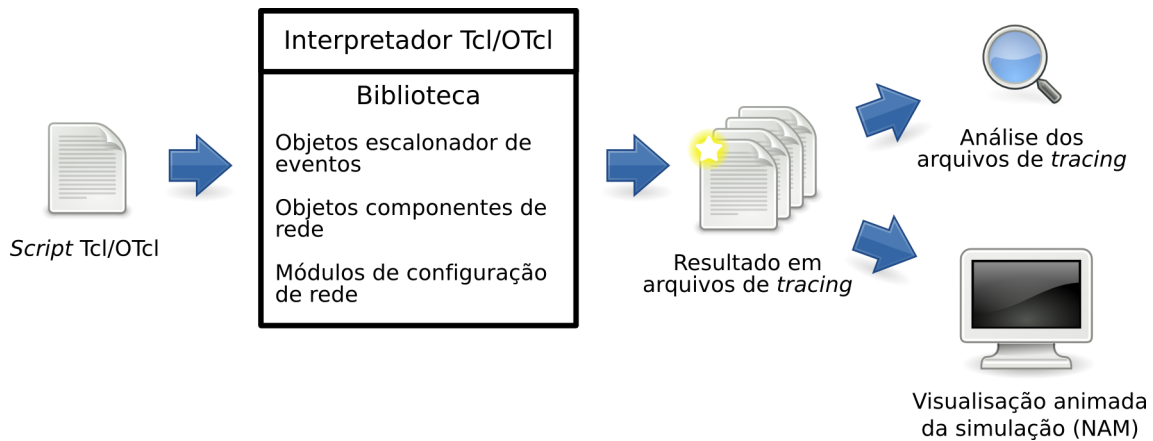 Script Tcl/OTcl
Interpretador Tcl/OTcl
Biblioteca
Objetos escalonador de
eventos
Objetos componentes de
rede
Módulos de configuração
de rede
Resultado em
arquivos de tracing
Análise dos
arquivos de tracing
Visualisação animada
da simulação (NAM)